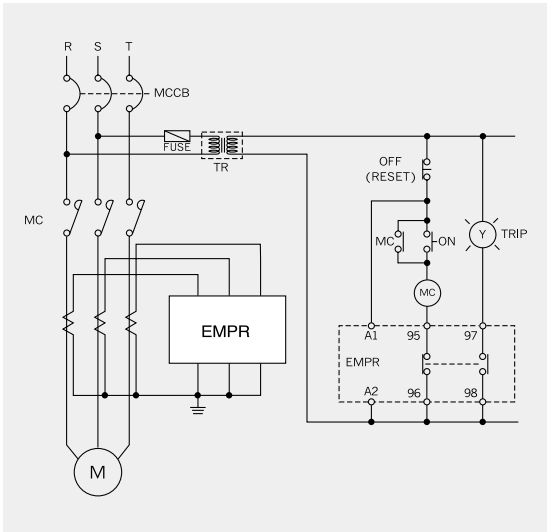 R S T
MCCB
FUSE
TR
OFF
(RESET)
MC
MC
ON
Y
TRIP
MC
EMPR
A1
95
97
EMPR
A2
96
98
M